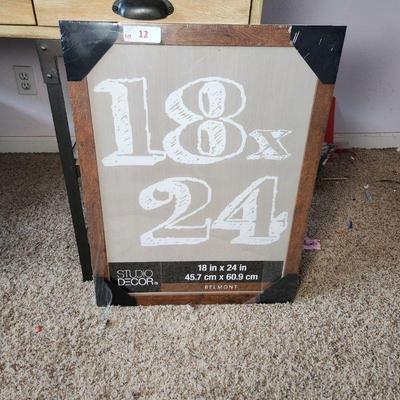 12
18x
24
STUDIO
DECOR
18 in x 24 in
45.7 cm x 60.9 cm
BELMONT